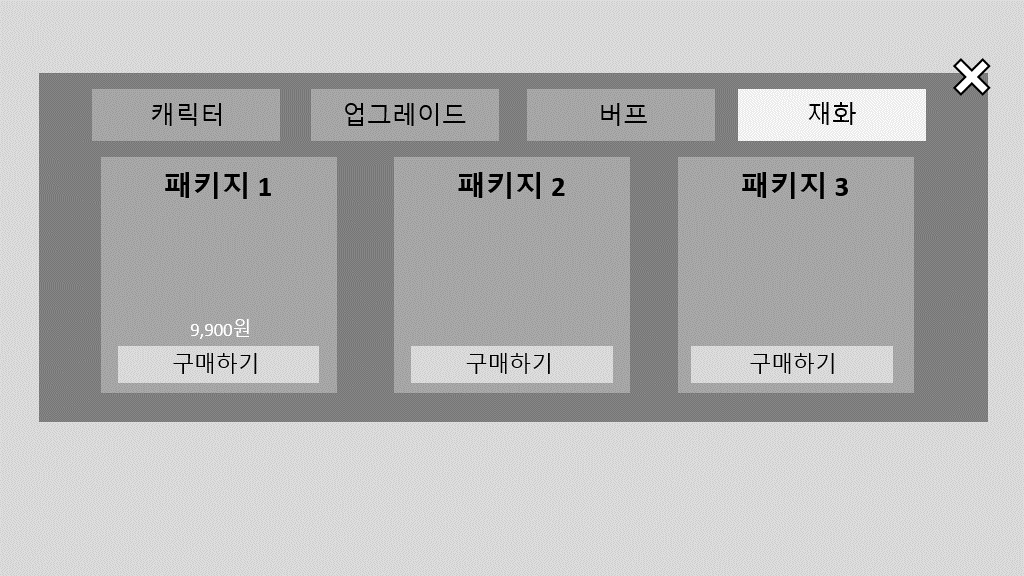 캐릭터
업그레이드
버프
재화
패키지 1
패키지 2
패키지 3
9,900원
구매하기
구매하기
구매하기